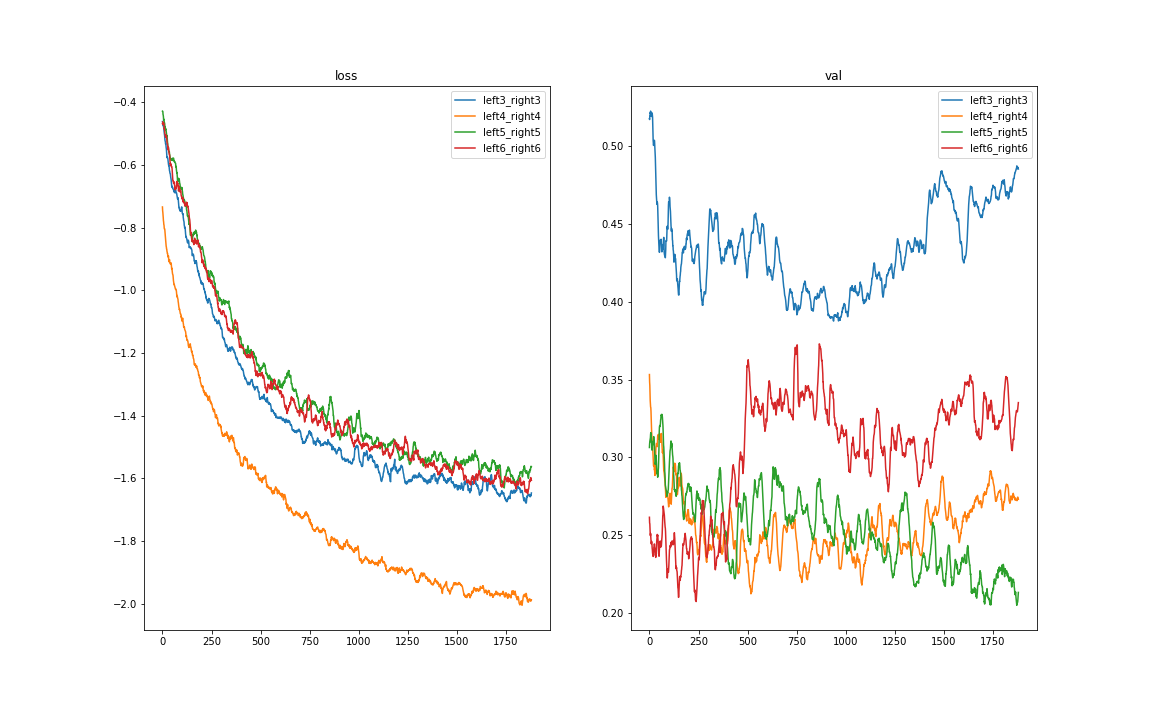 loss
−0.4
−0.6
−0.8
−1.0
−1.2
−1.4
−1.6
−1.8
−2.0
0 250 500 750 1000 1250 1500 1750
left3_right3
left4_right4
left5_right5
left6_right6
val
0.50
0.45
0.40
0.35
0.30
0.25
0.20
0 250 500 750 1000 1250 1500 1750
left3_right3
left4_right4
left5_right5
left6_right6